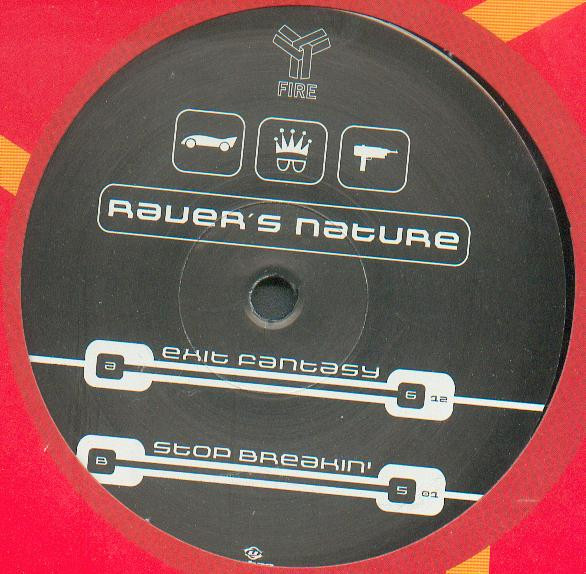 FIRE
Raver's Nature
a exit fantasy 6 12
B Stop Breakin' 5 01